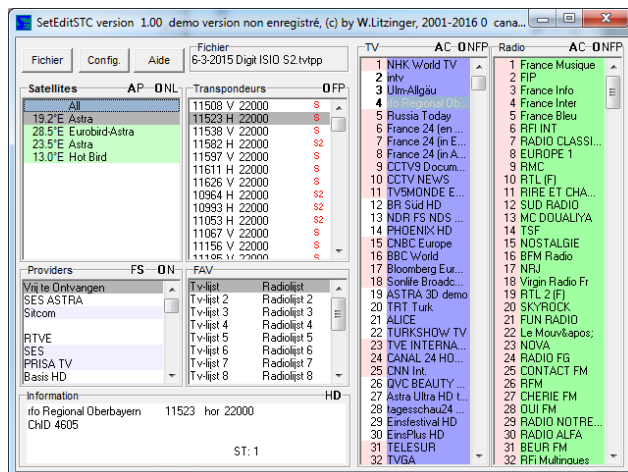 SetEditSTC version 1.00 demo version non enregistré, (c) by W.Litzinger, 2001-2016 0 cana...
Fichier
Config.
Aide
Fichier
6-3-2015 Digit ISIO S2.tvtpp
Satellites AP ONL
All
19.2°E Astra
28.5°E Eurobird-Astra
23.5°E Astra
13.0°E Hot Bird
Transpondeurs OFP
11508 V 22000 S
11523 H 22000 S
11538 V 22000 S
11582 H 22000 S2
11597 V 22000 S
11611 H 22000 S
11626 V 22000 S
10964 H 22000 S2
10993 H 22000 S2
11053 H 22000 S2
11067 V 22000 S
11156 V 22000 S
11185 V 22000 S
Providers FS ON
Vrij te Ontvangen
SES ASTRA
Sitcom
RTVE
SES
PRISA TV
Basis HD
FAV
Tv-lijst Radiolijst
Tv-lijst 2 Radiolijst 2
Tv-lijst 3 Radiolijst 3
Tv-lijst 4 Radiolijst 4
Tv-lijst 5 Radiolijst 5
Tv-lijst 6 Radiolijst 6
Tv-lijst 7 Radiolijst 7
Tv-lijst 8 Radiolijst 8
Information HD
rfo Regional Oberbayern 11523 hor 22000
ChID 4605
ST: 1
TV AC ONFP
1 NHK World TV
2 intv
3 Ulm-Allgäu
4 rfo Regional Ob...
5 Russia Today
6 France 24 (en ...
7 France 24 (in E...
8 France 24 (in A...
9 CCTV9 Docum...
10 CCTV NEWS
11 TV5MONDE E...
12 BR Süd HD
13 NDR FS NDS ...
14 PHOENIX HD
15 CNBC Europe
16 BBC World
17 Bloomberg Eur...
18 Sonlife Broadc...
19 ASTRA 3D demo
20 TRT Turk
21 ALICE
22 TURKSHOW TV
23 TVE INTERNA...
24 CANAL 24 HO...
25 CNN Int.
26 QVC BEAUTY ...
27 Astra Ultra HD t...
28 tagesschau24 ...
29 Einsfestival HD
30 EinsPlus HD
31 TELESUR
32 TVGA
Radio AC ONFP
1 France Musique
2 FIP
3 France Info
4 France Inter
5 France Bleu
6 RFI INT
7 RADIO CLASSI...
8 EUROPE 1
9 RMC
10 RTL (F)
11 RIRE ET CHA...
12 SUD RADIO
13 MC DOUALIYA
14 TSF
15 NOSTALGIE
16 BFM Radio
17 NRJ
18 Virgin Radio Fr
19 RTL 2 (F)
20 SKYROCK
21 FUN RADIO
22 Le Mouv&apos;
23 NOVA
24 RADIO FG
25 CONTACT FM
26 RFM
27 CHERIE FM
28 OUI FM
29 RADIO NOTRE...
30 RADIO ALFA
31 BEUR FM
32 RFi Multingues